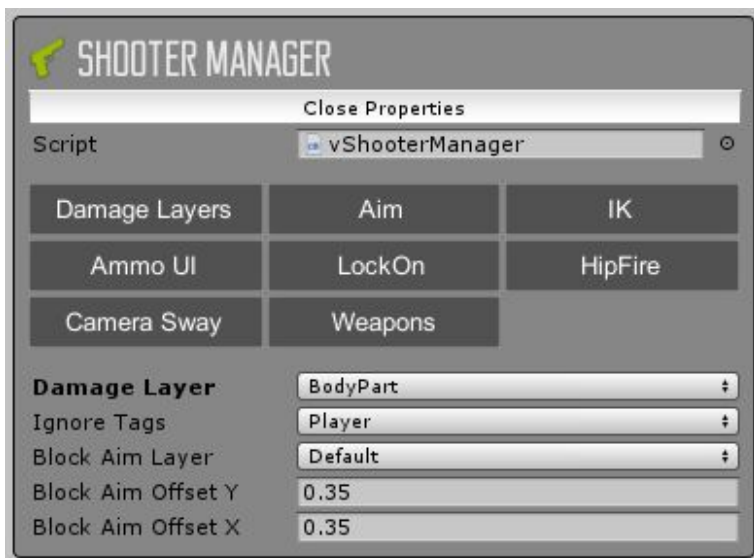 SHOOTER MANAGER
Close Properties
Script vShooterManager
Damage Layers Aim IK
Ammo UI LockOn HipFire
Camera Sway Weapons
Damage Layer BodyPart
Ignore Tags Player
Block Aim Layer Default
Block Aim Offset Y 0.35
Block Aim Offset X 0.35